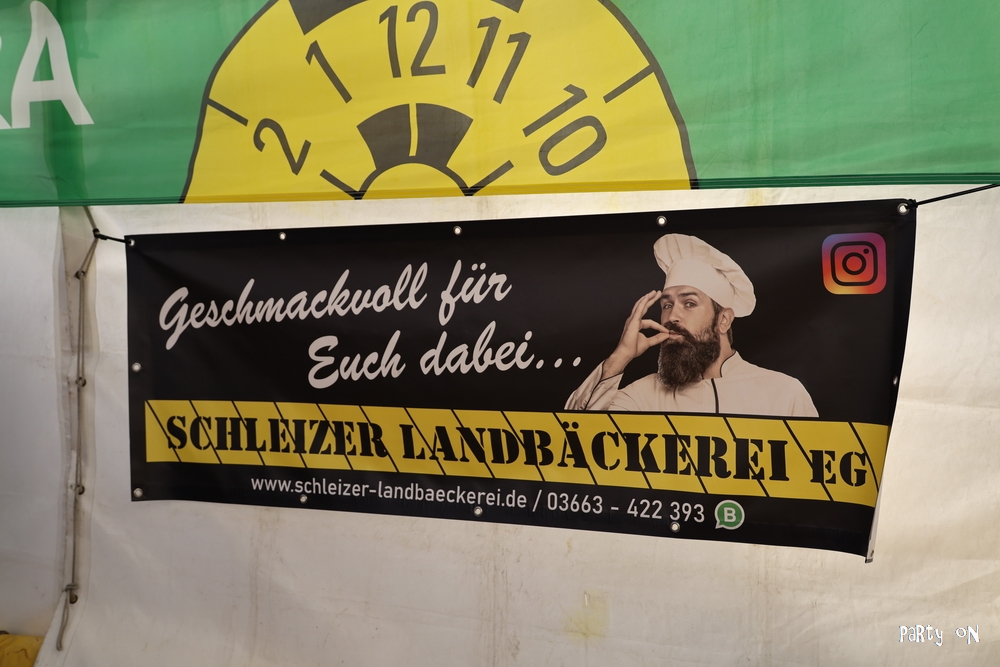 RA
2 1 12 11 10
Geschmackvoll für
Euch dabei...
SCHLEIZER LANDBÄCKEREI EG
www.schleizer-landbaeckerei.de / 03663 - 422 393 B
PaRTy oN